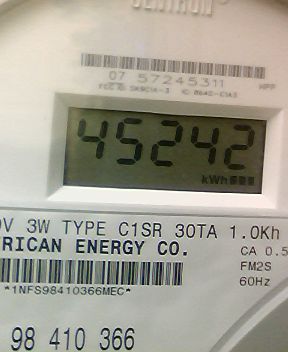 CENTRON
07 57245311
45242
kWh
V 3W TYPE C1SR 30TA 1.0Kh
RICAN ENERGY CO.
CA 0.5
FM2S
60Hz
*1NFS98410366MEC*
98 410 366